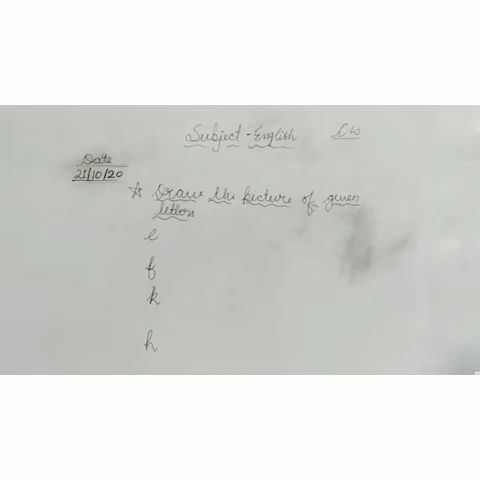 Subject - English CW
Date
21/10/20
☆ Draw the picture of given
letters
e
f
k
h